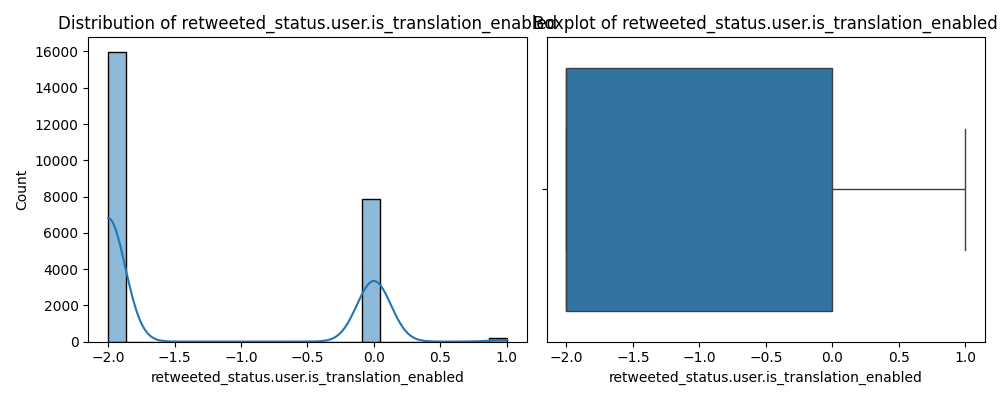 Distribution of retweeted_status.user.is_translation_enabled
Boxplot of retweeted_status.user.is_translation_enabled
16000
14000
12000
10000
8000
6000
4000
2000
0
Count
−2.0 −1.5 −1.0 −0.5 0.0 0.5 1.0
retweeted_status.user.is_translation_enabled
−2.0 −1.5 −1.0 −0.5 0.0 0.5 1.0
retweeted_status.user.is_translation_enabled